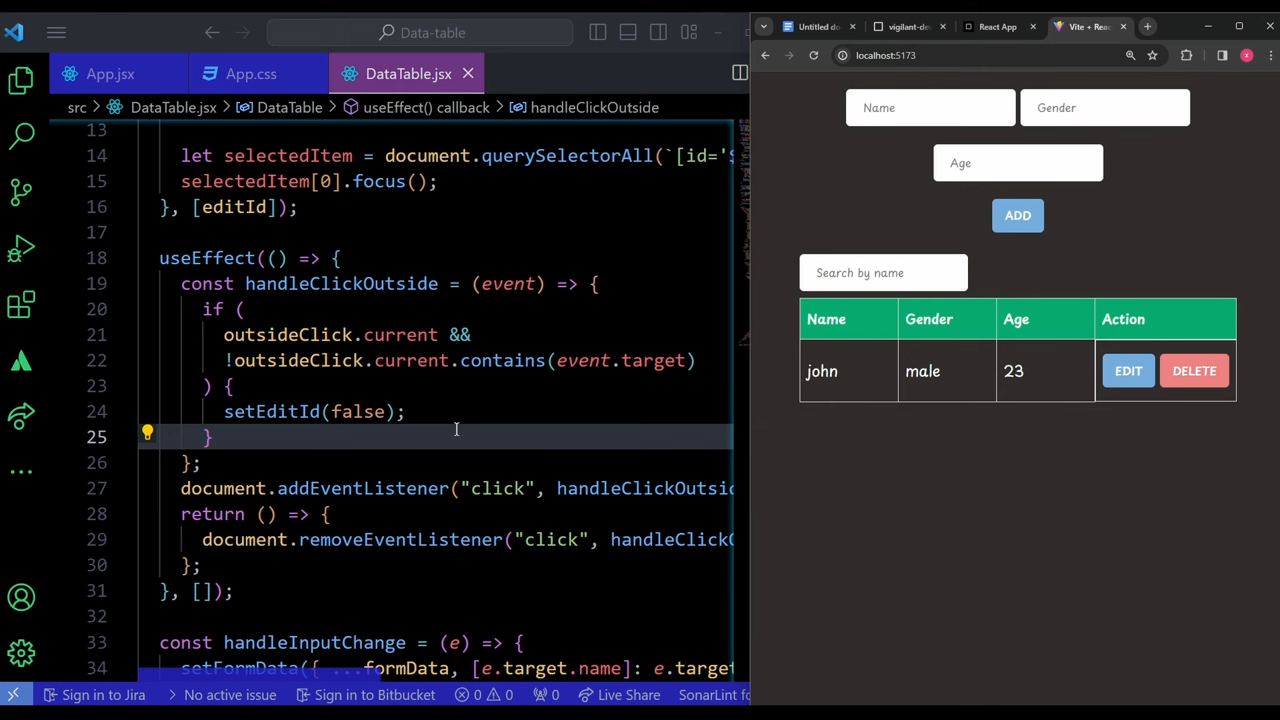 Data-table
App.jsx
App.css
DataTable.jsx
src > DataTable.jsx > DataTable > useEffect() callback > handleClickOutside
13
14 let selectedItem = document.querySelectorAll(`[id='$
15 selectedItem[0].focus();
16 }, [editId]);
17
18 useEffect(() => {
19 const handleClickOutside = (event) => {
20 if (
21 outsideClick.current &&
22 !outsideClick.current.contains(event.target)
23 ) {
24 setEditId(false);
25 }
26 };
27 document.addEventListener("click", handleClickOutsid
28 return () => {
29 document.removeEventListener("click", handleClickO
30 };
31 }, []);
32
33 const handleInputChange = (e) => {
34 setFormData({ ...formData, [e.target.name]: e.target
Sign in to Jira
No active issue
Sign in to Bitbucket
0 0
0
Live Share
SonarLint fo
Untitled do
vigilant-de
React App
Vite + Rea
localhost:5173
x
Name
Gender
Age
ADD
Search by name
Name Gender Age Action
john male 23 EDIT DELETE